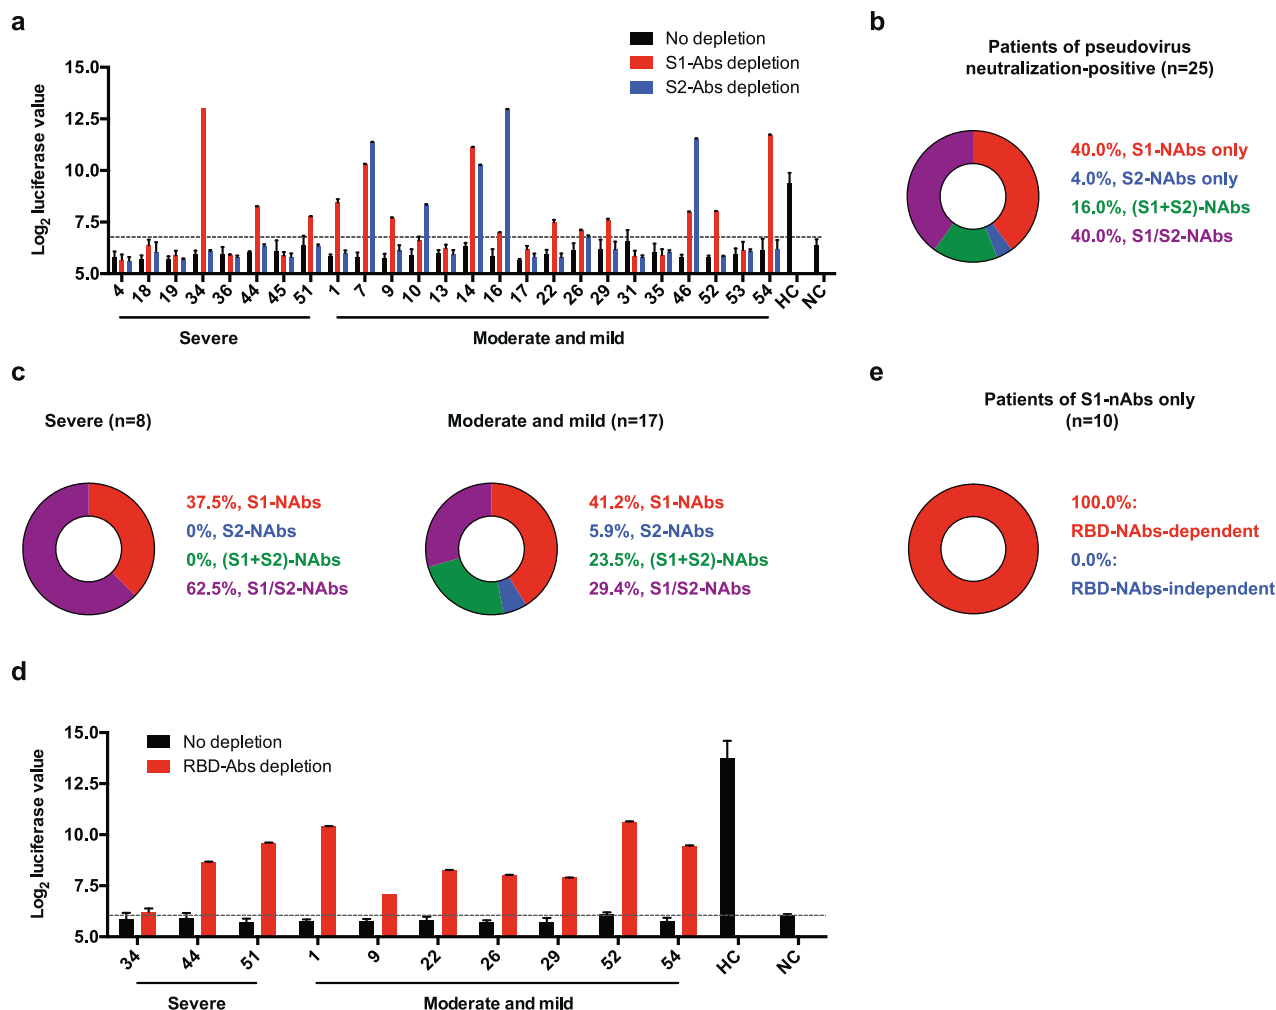 a
No depletion
S1-Abs depletion
S2-Abs depletion
Log2 luciferase value
15.0
12.5
10.0
7.5
5.0
4 18 19 34 36 44 45 51 1 7 9 10 13 14 16 17 22 26 29 31 35 46 52 53 54 HC NC
Severe
Moderate and mild
b
Patients of pseudovirus
neutralization-positive (n=25)
40.0%, S1-NAbs only
4.0%, S2-NAbs only
16.0%, (S1+S2)-NAbs
40.0%, S1/S2-NAbs
c
Severe (n=8)
37.5%, S1-NAbs
0%, S2-NAbs
0%, (S1+S2)-NAbs
62.5%, S1/S2-NAbs
Moderate and mild (n=17)
41.2%, S1-NAbs
5.9%, S2-NAbs
23.5%, (S1+S2)-NAbs
29.4%, S1/S2-NAbs
e
Patients of S1-nAbs only
(n=10)
100.0%:
RBD-NAbs-dependent
0.0%:
RBD-NAbs-independent
d
No depletion
RBD-Abs depletion
Log2 luciferase value
15.0
12.5
10.0
7.5
5.0
34 44 51 1 9 22 26 29 52 54 HC NC
Severe
Moderate and mild